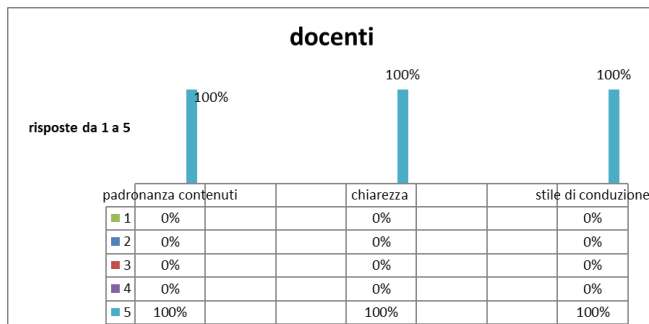 docenti
100% 100% 100%
risposte da 1 a 5
padronanza contenuti chiarezza stile di conduzione
1 0% 0% 0%
2 0% 0% 0%
3 0% 0% 0%
4 0% 0% 0%
5 100% 100% 100%